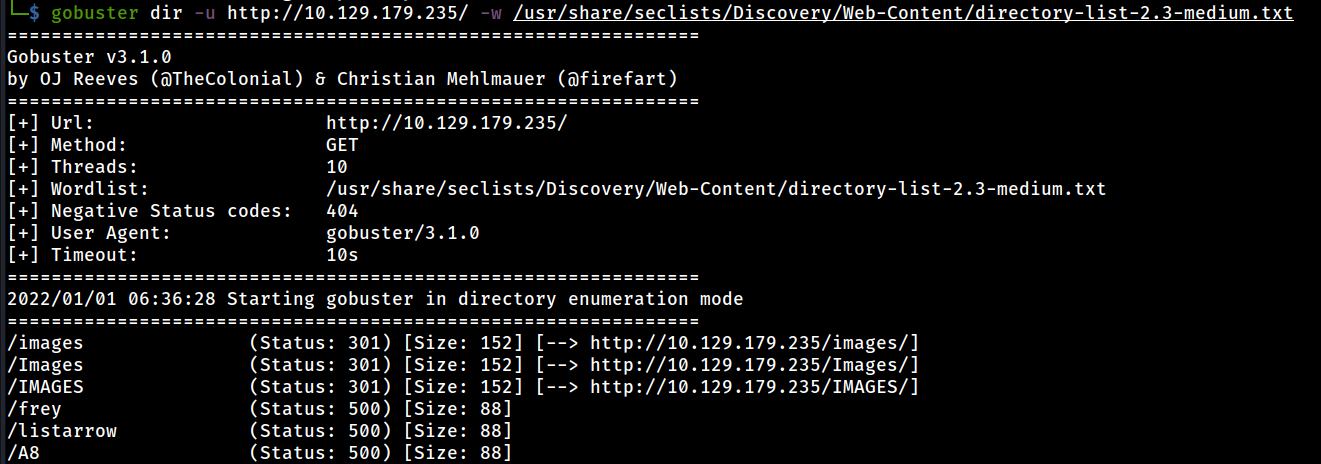 └─$ gobuster dir -u http://10.129.179.235/ -w /usr/share/seclists/Discovery/Web-Content/directory-list-2.3-medium.txt
===============================================================
Gobuster v3.1.0
by OJ Reeves (@TheColonial) & Christian Mehlmauer (@firefart)
===============================================================
[+] Url:                     http://10.129.179.235/
[+] Method:                  GET
[+] Threads:                 10
[+] Wordlist:                /usr/share/seclists/Discovery/Web-Content/directory-list-2.3-medium.txt
[+] Negative Status codes:   404
[+] User Agent:              gobuster/3.1.0
[+] Timeout:                 10s
===============================================================
2022/01/01 06:36:28 Starting gobuster in directory enumeration mode
===============================================================
/images               (Status: 301) [Size: 152] [--> http://10.129.179.235/images/]
/Images               (Status: 301) [Size: 152] [--> http://10.129.179.235/Images/]
/IMAGES               (Status: 301) [Size: 152] [--> http://10.129.179.235/IMAGES/]
/frey                 (Status: 500) [Size: 88]
/listarrow            (Status: 500) [Size: 88]
/A8                   (Status: 500) [Size: 88]